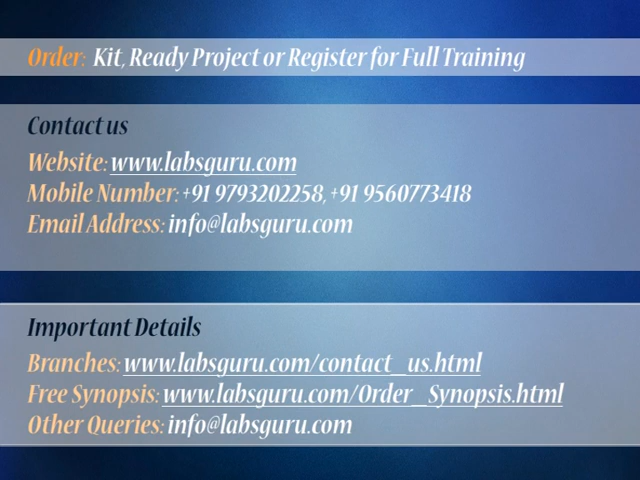 Order: Kit, Ready Project or Register for Full Training
Contact us
Website: www.labsguru.com
Mobile Number: +91 9793202258, +91 9560773418
Email Address: info@labsguru.com
Important Details
Branches: www.labsguru.com/contact_us.html
Free Synopsis: www.labsguru.com/Order_Synopsis.html
Other Queries: info@labsguru.com